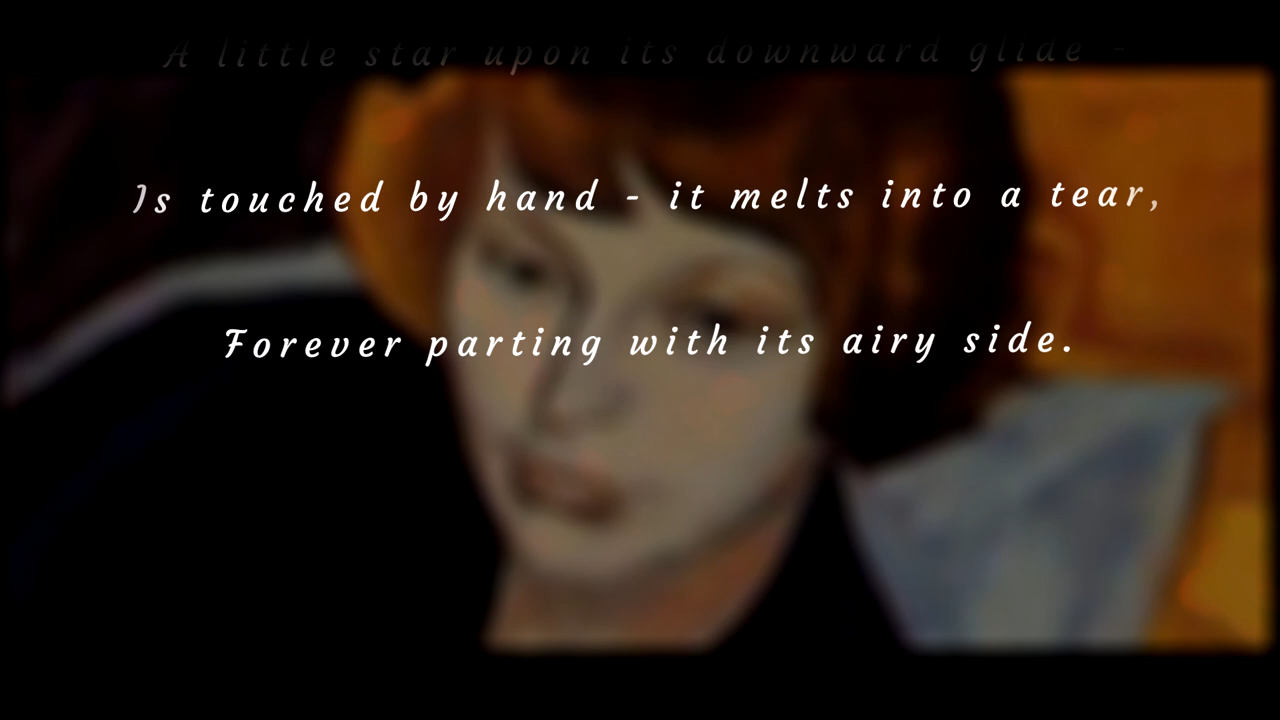 A little star upon its downward glide -
Is touched by hand - it melts into a tear,
Forever parting with its airy side.